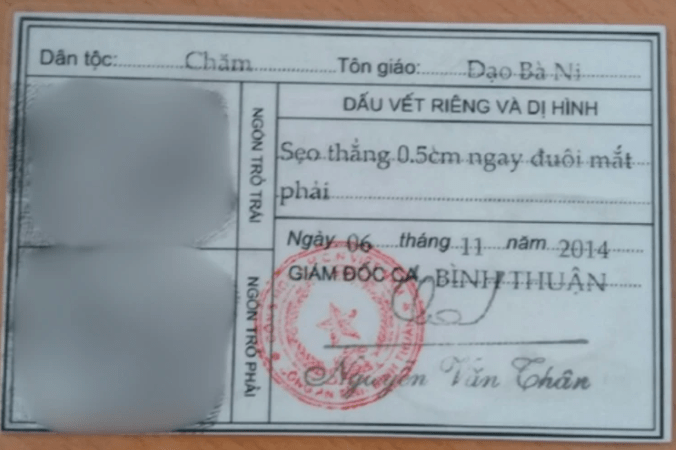 Dân tộc: Chăm Tôn giáo: Đạo Bà Ni
NGÓN TRỎ TRÁI
NGÓN TRỎ PHẢI
DẤU VẾT RIÊNG VÀ DỊ HÌNH
Sẹo thẳng 0.5cm ngay đuôi mắt
phải
Ngày 06 tháng 11 năm 2014
GIÁM ĐỐC CA BÌNH THUẬN
Nguyễn Văn Chân